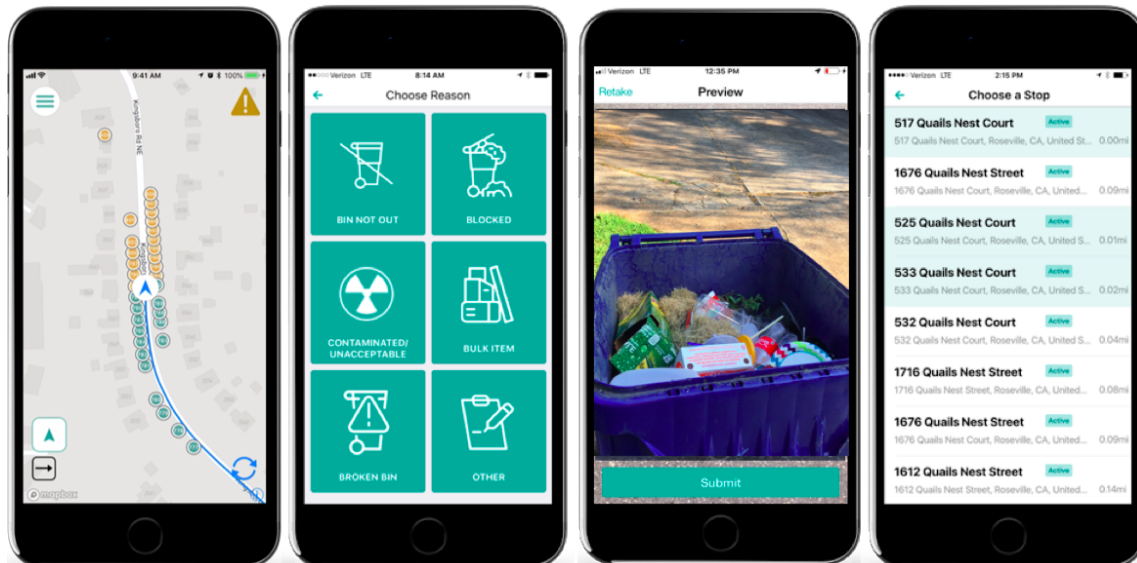 9:41 AM
100%
Kingsboro Rd NE
mapbox
Verizon LTE
8:14 AM
Choose Reason
BIN NOT OUT
BLOCKED
CONTAMINATED/
UNACCEPTABLE
BULK ITEM
BROKEN BIN
OTHER
Verizon LTE
12:35 PM
Retake
Preview
Submit
Verizon LTE
2:15 PM
Choose a Stop
517 Quails Nest Court Active
517 Quails Nest Court, Roseville, CA, United St... 0.00mi
1676 Quails Nest Street Active
1676 Quails Nest Court, Roseville, CA, United... 0.09mi
525 Quails Nest Court Active
525 Quails Nest Court, Roseville, CA, United S... 0.01mi
533 Quails Nest Court Active
533 Quails Nest Court, Roseville, CA, United S... 0.02mi
532 Quails Nest Court Active
532 Quails Nest Court, Roseville, CA, United S... 0.04mi
1716 Quails Nest Street Active
1716 Quails Nest Street, Roseville, CA, United... 0.08mi
1676 Quails Nest Street Active
1676 Quails Nest Court, Roseville, CA, United... 0.09mi
1612 Quails Nest Street Active
1612 Quails Nest Street, Roseville, CA, United... 0.14mi